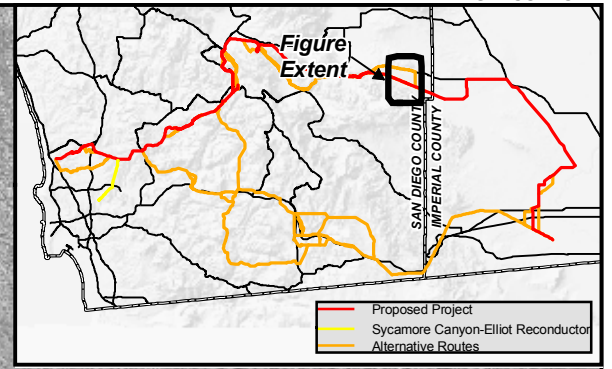 Figure
Extent
SAN DIEGO COUNTY
IMPERIAL COUNTY
Proposed Project
Sycamore Canyon-Elliot Reconductor
Alternative Routes